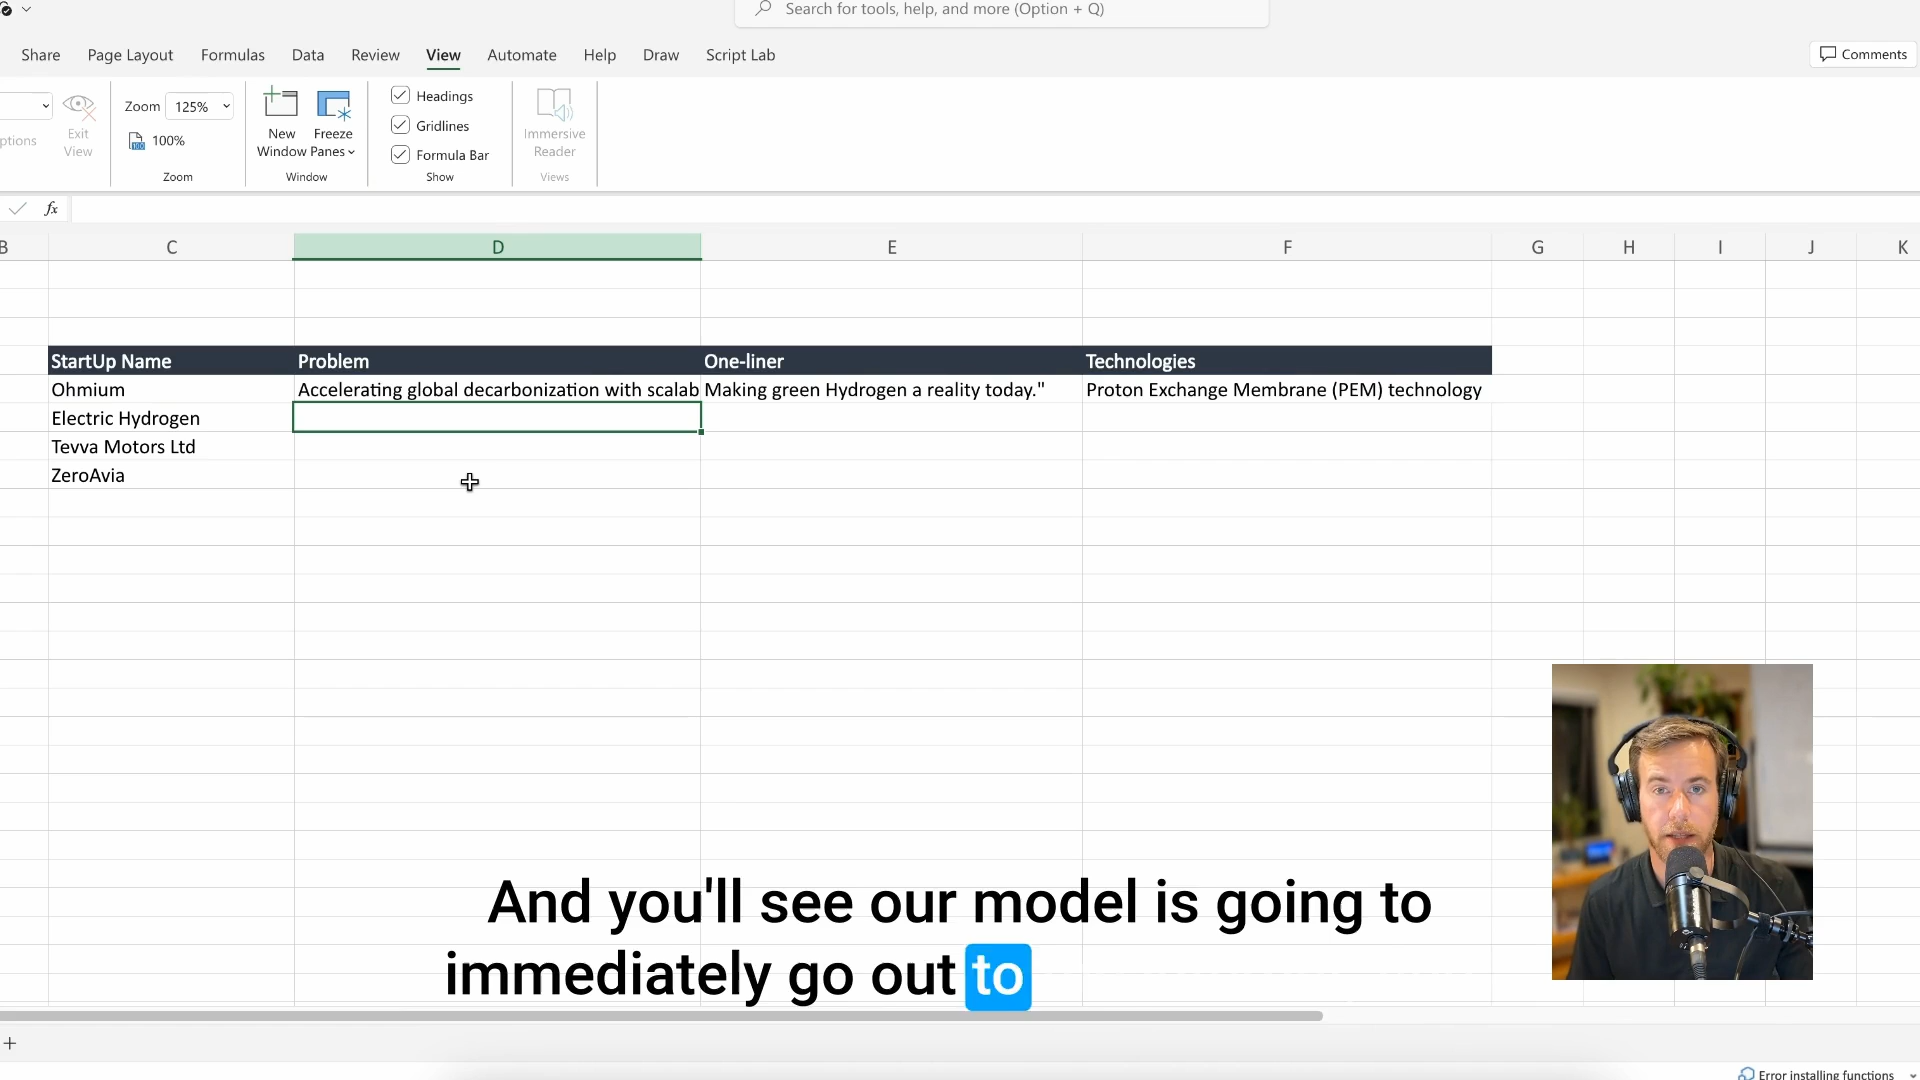 Search for tools, help, and more (Option + Q)
Share Page Layout Formulas Data Review View Automate Help Draw Script Lab Comments
Zoom 125% Headings
New Freeze Gridlines Immersive
ptions Exit View 100% Window Panes Formula Bar Reader
Zoom Window Show Views
fx
B C D E F G H I J K
StartUp Name Problem One-liner Technologies
Ohmium Accelerating global decarbonization with scalab Making green Hydrogen a reality today." Proton Exchange Membrane (PEM) technology
Electric Hydrogen
Tevva Motors Ltd
ZeroAvia
And you'll see our model is going to
immediately go out to
Error installing functions